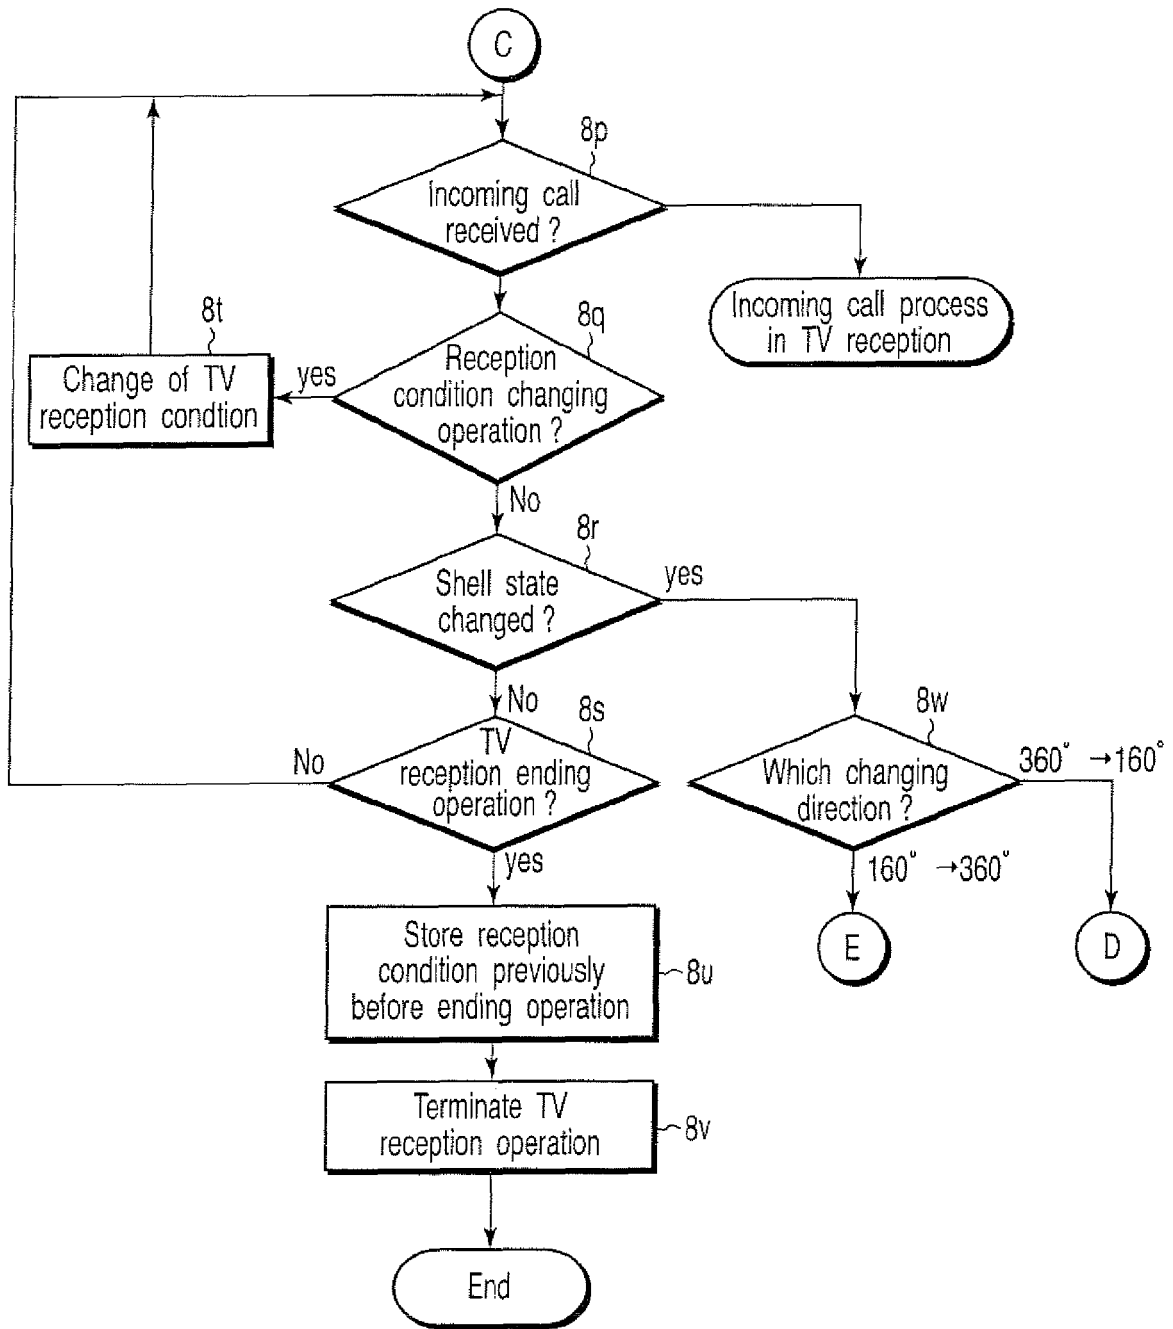 C
8p
Incoming call
received ?
Incoming call process
in TV reception
8t
Change of TV
reception condtion
yes
8q
Reception
condition changing
operation ?
No
8r
Shell state
changed ?
yes
No
8s
TV
reception ending
operation ?
No
yes
8w
Which changing
direction ?
360° →160°
160° →360°
E
D
Store reception
condition previously
before ending operation
8u
Terminate TV
reception operation
8v
End